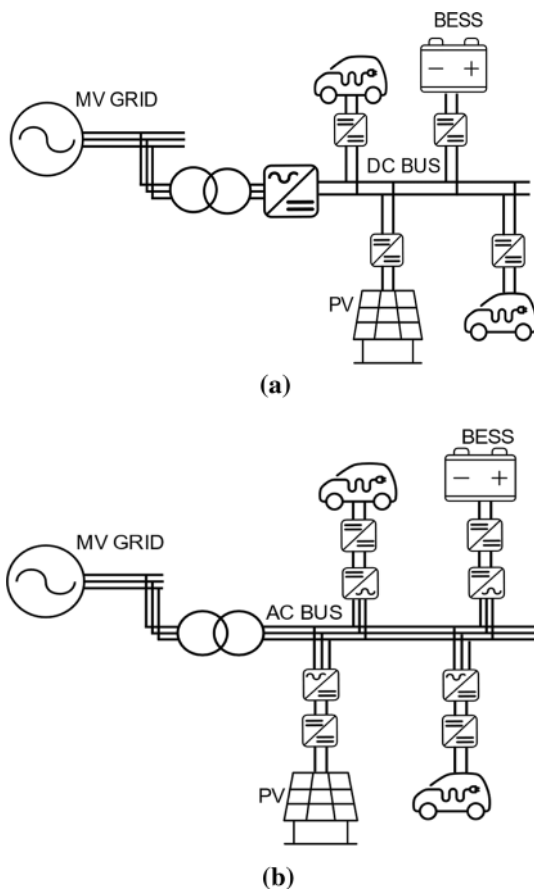 BESS
MV GRID
DC BUS
PV
(a)
BESS
MV GRID
AC BUS
PV
(b)